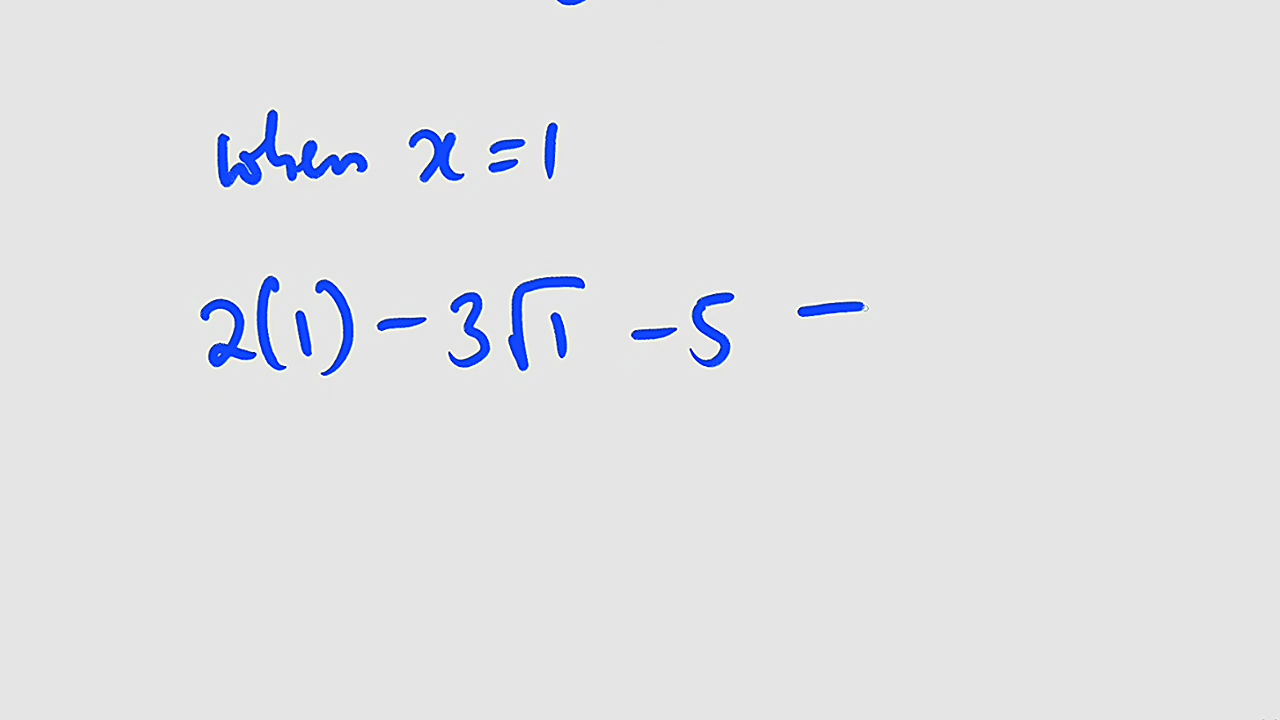 when x = 1
2(1) - 3√1 - 5 -